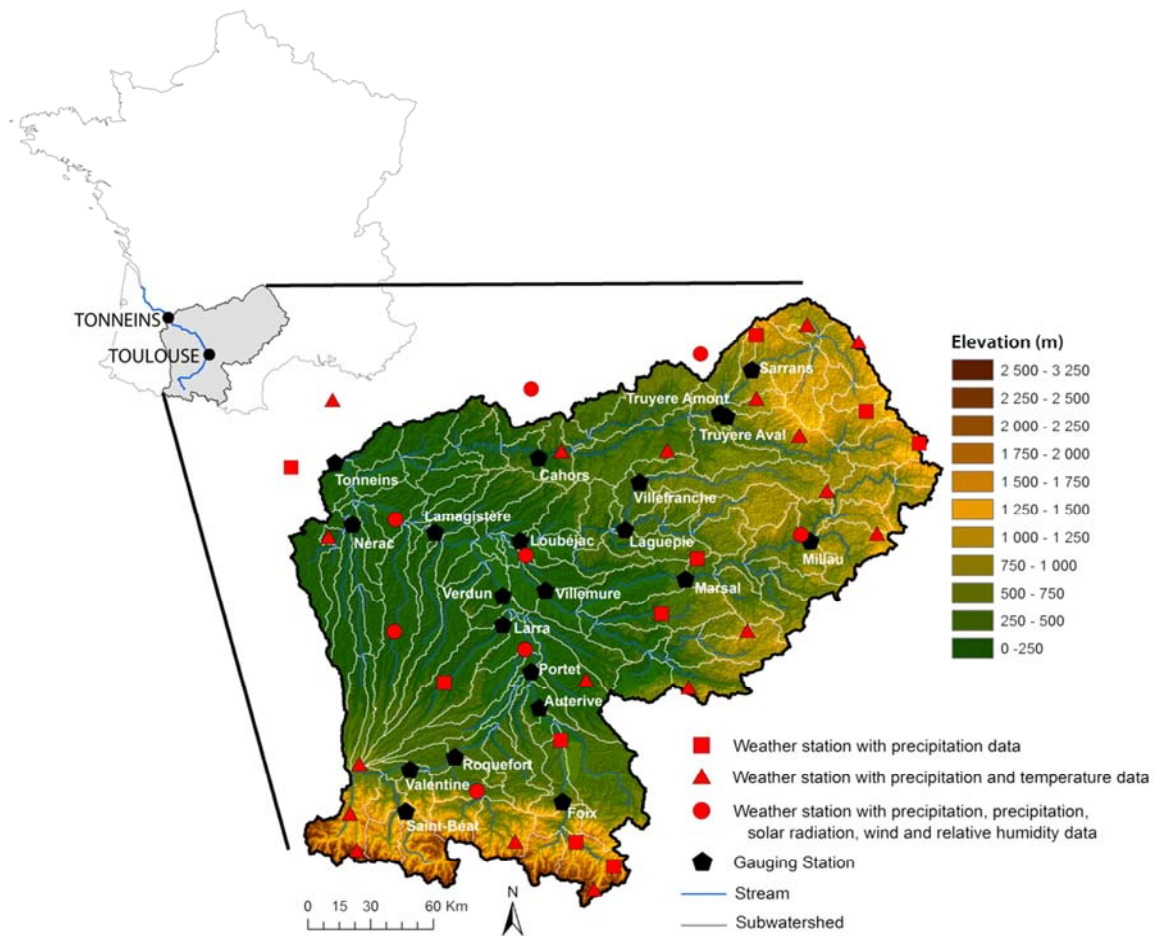 TONNEINS
TOULOUSE
Elevation (m)
2 500 - 3 250
2 250 - 2 500
2 000 - 2 250
1 750 - 2 000
1 500 - 1 750
1 250 - 1 500
1 000 - 1 250
750 - 1 000
500 - 750
250 - 500
0 -250
Sarrans
Truyere Amont
Truyere Aval
Cahors
Tonneins
Villefranche
Lamagistère
Nérac
Loubéjac
Laguepie
Millau
Marsal
Verdun
Villemure
Larra
Portet
Auterive
Roquefort
Valentine
Saint-Béat
Foix
Weather station with precipitation data
Weather station with precipitation and temperature data
Weather station with precipitation, precipitation,
solar radiation, wind and relative humidity data
Gauging Station
Stream
Subwatershed
0 15 30 60 Km
N